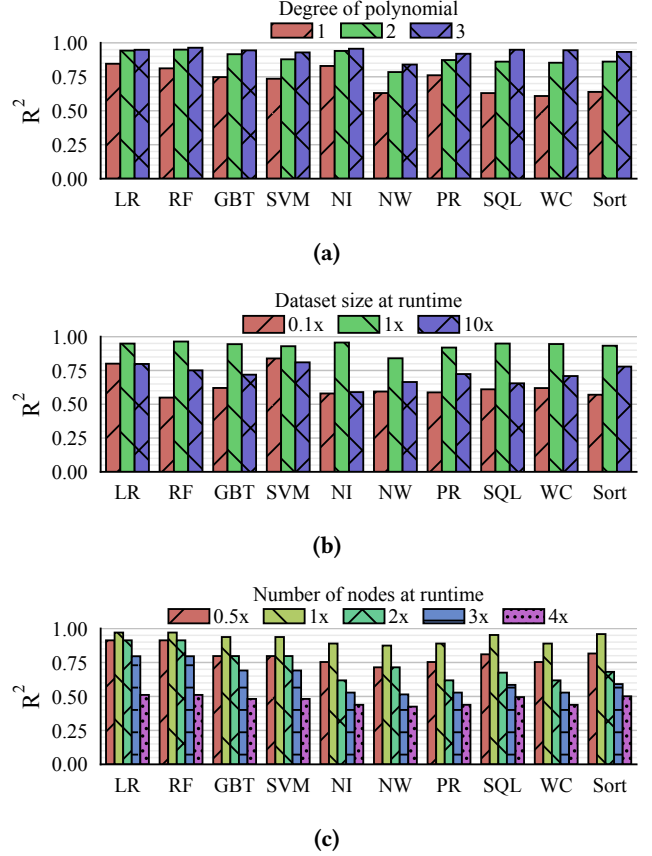 Degree of polynomial
1 2 3
1.00
0.75
0.50
0.25
0.00
R²
LR RF GBT SVM NI NW PR SQL WC Sort
(a)
Dataset size at runtime
0.1x 1x 10x
1.00
0.75
0.50
0.25
0.00
R²
LR RF GBT SVM NI NW PR SQL WC Sort
(b)
Number of nodes at runtime
0.5x 1x 2x 3x 4x
1.00
0.75
0.50
0.25
0.00
R²
LR RF GBT SVM NI NW PR SQL WC Sort
(c)